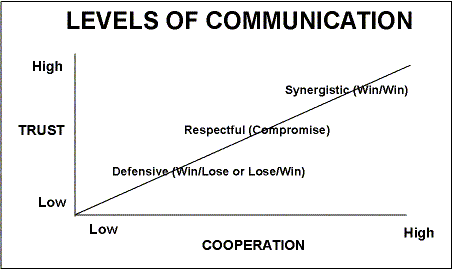 LEVELS OF COMMUNICATION
High
Synergistic (Win/Win)
TRUST
Respectful (Compromise)
Defensive (Win/Lose or Lose/Win)
Low
Low
High
COOPERATION